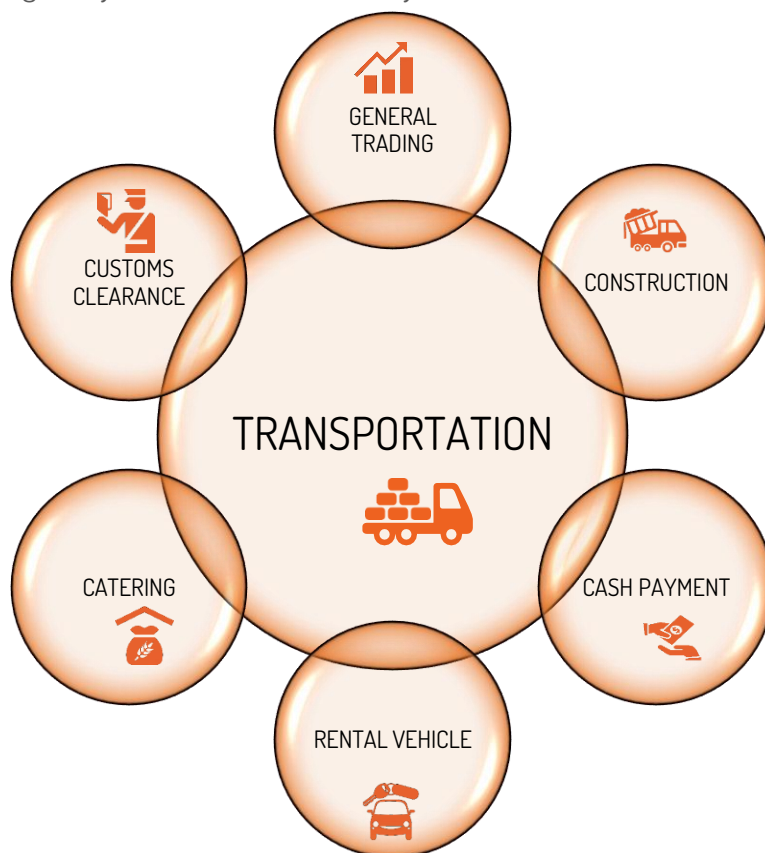 GENERAL
TRADING
CUSTOMS
CLEARANCE
CONSTRUCTION
TRANSPORTATION
CATERING
CASH PAYMENT
RENTAL VEHICLE